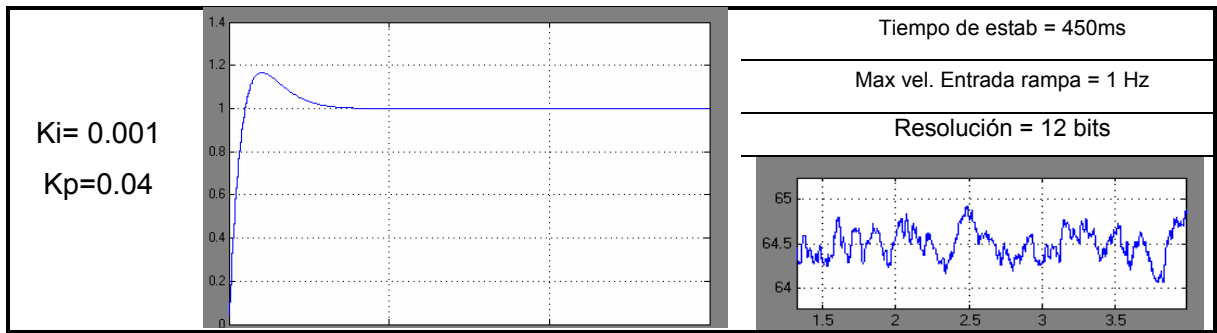 Ki= 0.001
Kp=0.04
1.4
1.2
1
0.8
0.6
0.4
0.2
0
Tiempo de estab = 450ms
Max vel. Entrada rampa = 1 Hz
Resolución = 12 bits
65
64.5
64
1.5 2 2.5 3 3.5